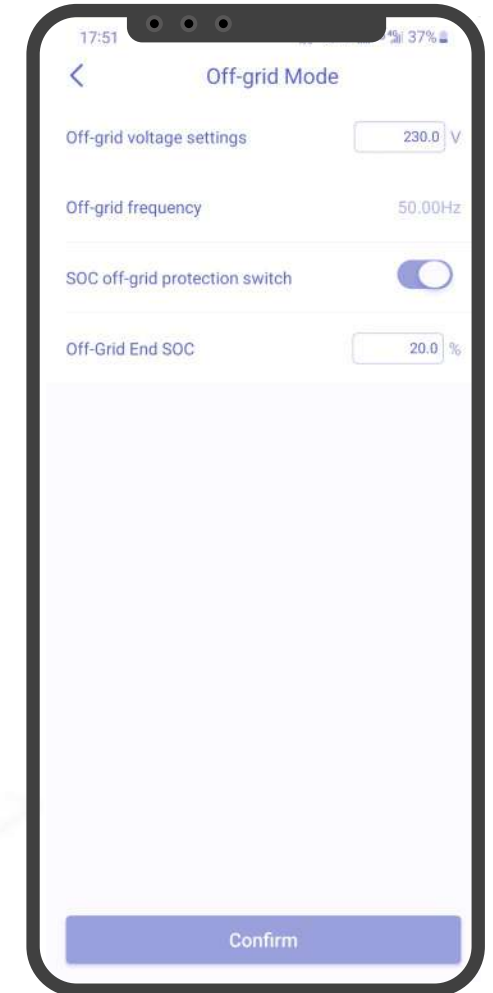 17:51 37%
Off-grid Mode
Off-grid voltage settings 230.0 V
Off-grid frequency 50.00Hz
SOC off-grid protection switch
Off-Grid End SOC 20.0 %
Confirm